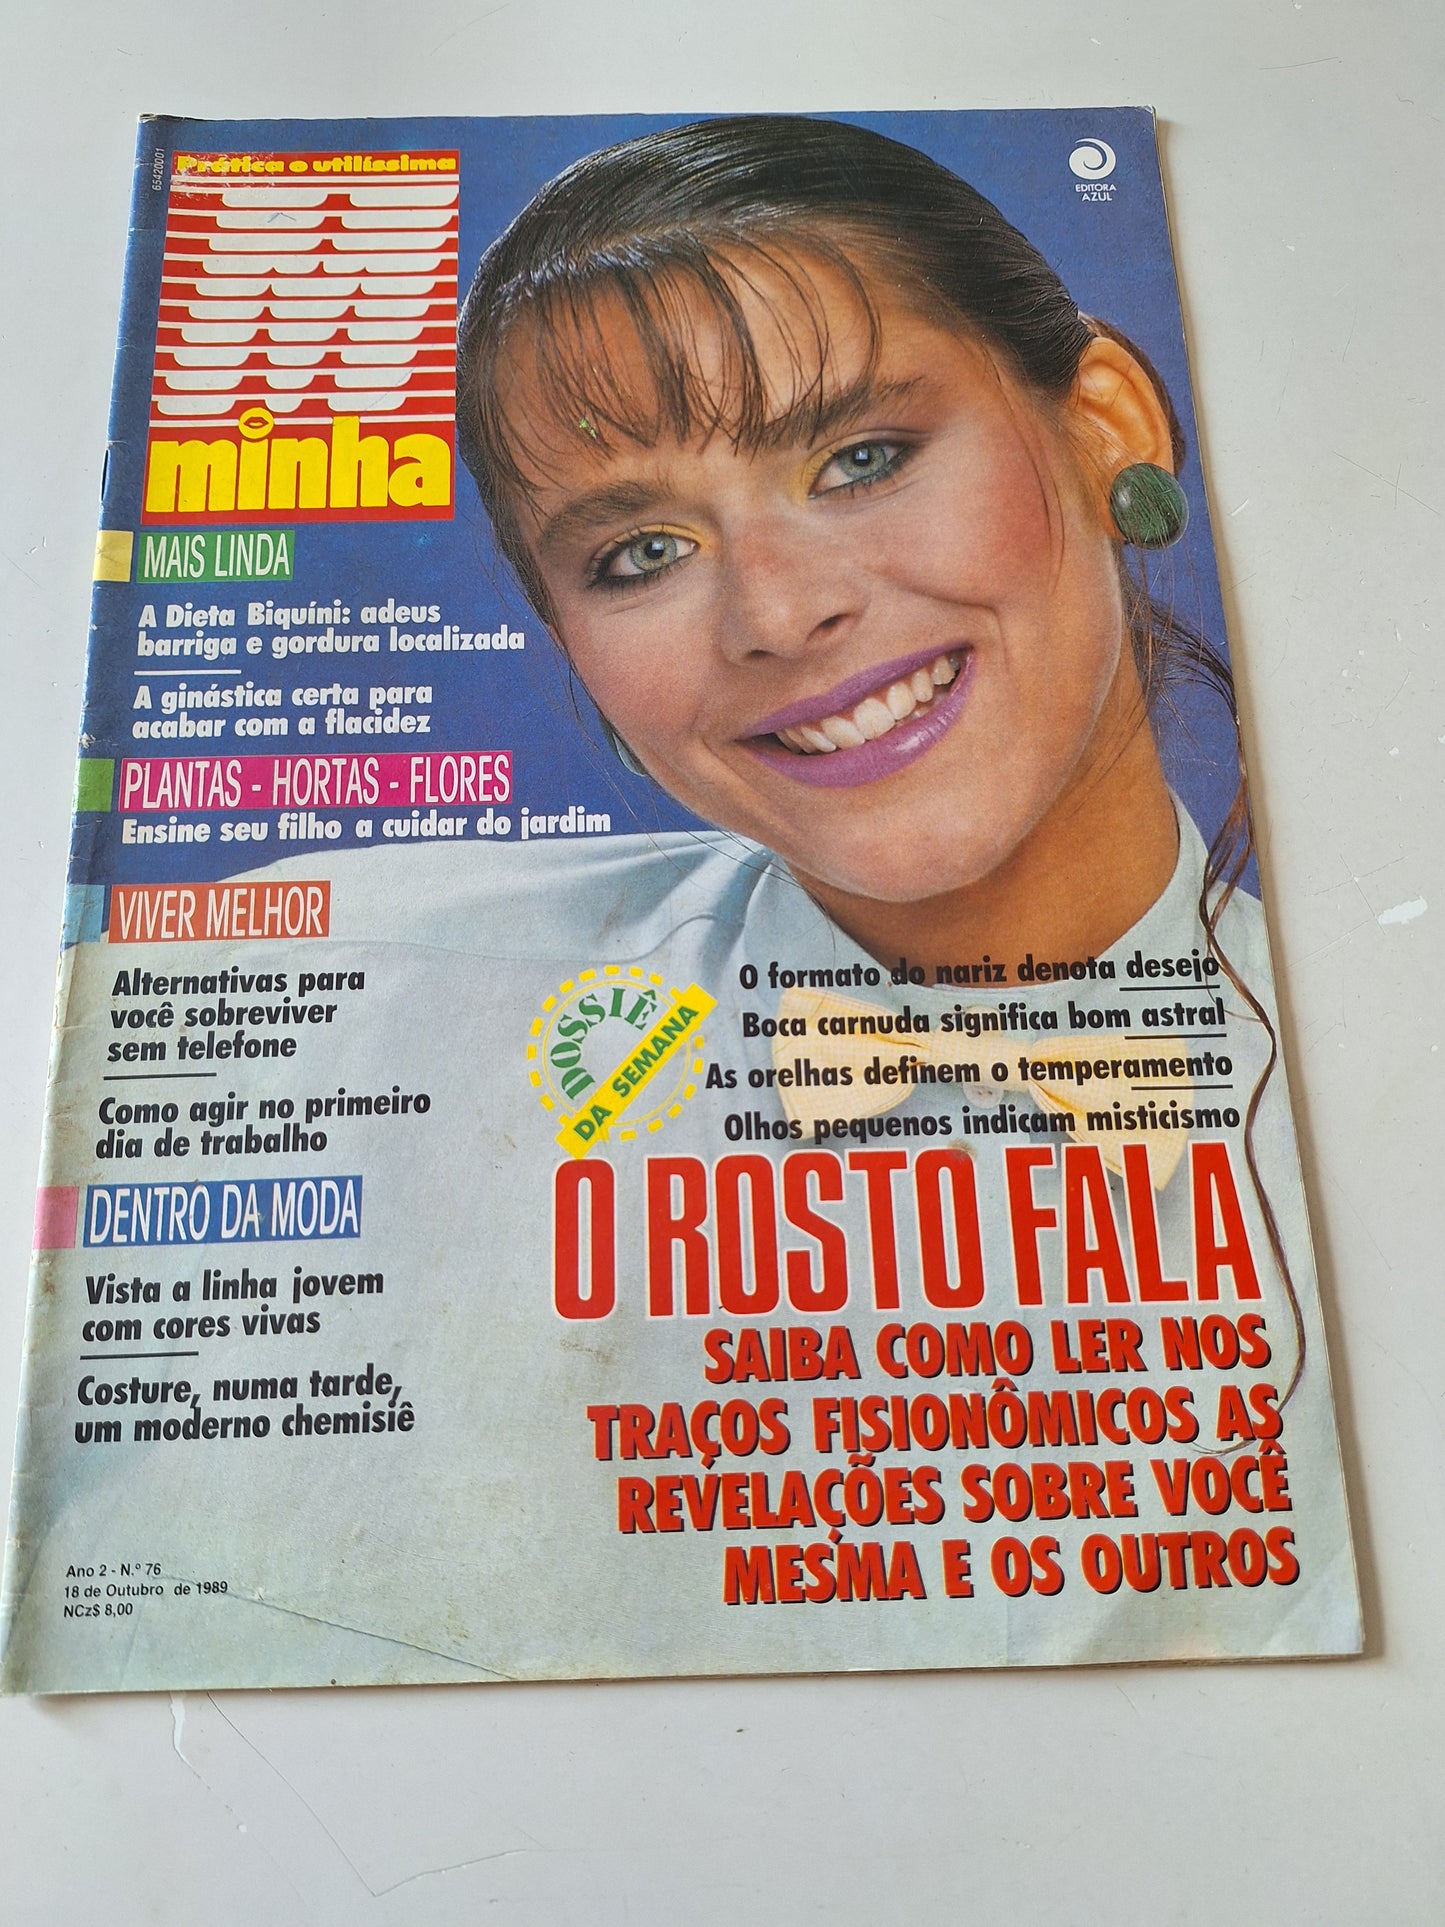 65420001
Prática e utilíssima
minha
EDITORA
AZUL
MAIS LINDA
A Dieta Biquíni: adeus
barriga e gordura localizada
A ginástica certa para
acabar com a flacidez
PLANTAS - HORTAS - FLORES
Ensine seu filho a cuidar do jardim
VIVER MELHOR
Alternativas para
você sobreviver
sem telefone
Como agir no primeiro
dia de trabalho
DENTRO DA MODA
Vista a linha jovem
com cores vivas
Costure, numa tarde,
um moderno chemisiê
DOSSIÊ
DA SEMANA
O formato do nariz denota desejo
Boca carnuda significa bom astral
As orelhas definem o temperamento
Olhos pequenos indicam misticismo
O ROSTO FALA
SAIBA COMO LER NOS
TRAÇOS FISIONÔMICOS AS
REVELAÇÕES SOBRE VOCÊ
MESMA E OS OUTROS
Ano 2 - N.º 76
18 de Outubro de 1989
NCz$ 8,00